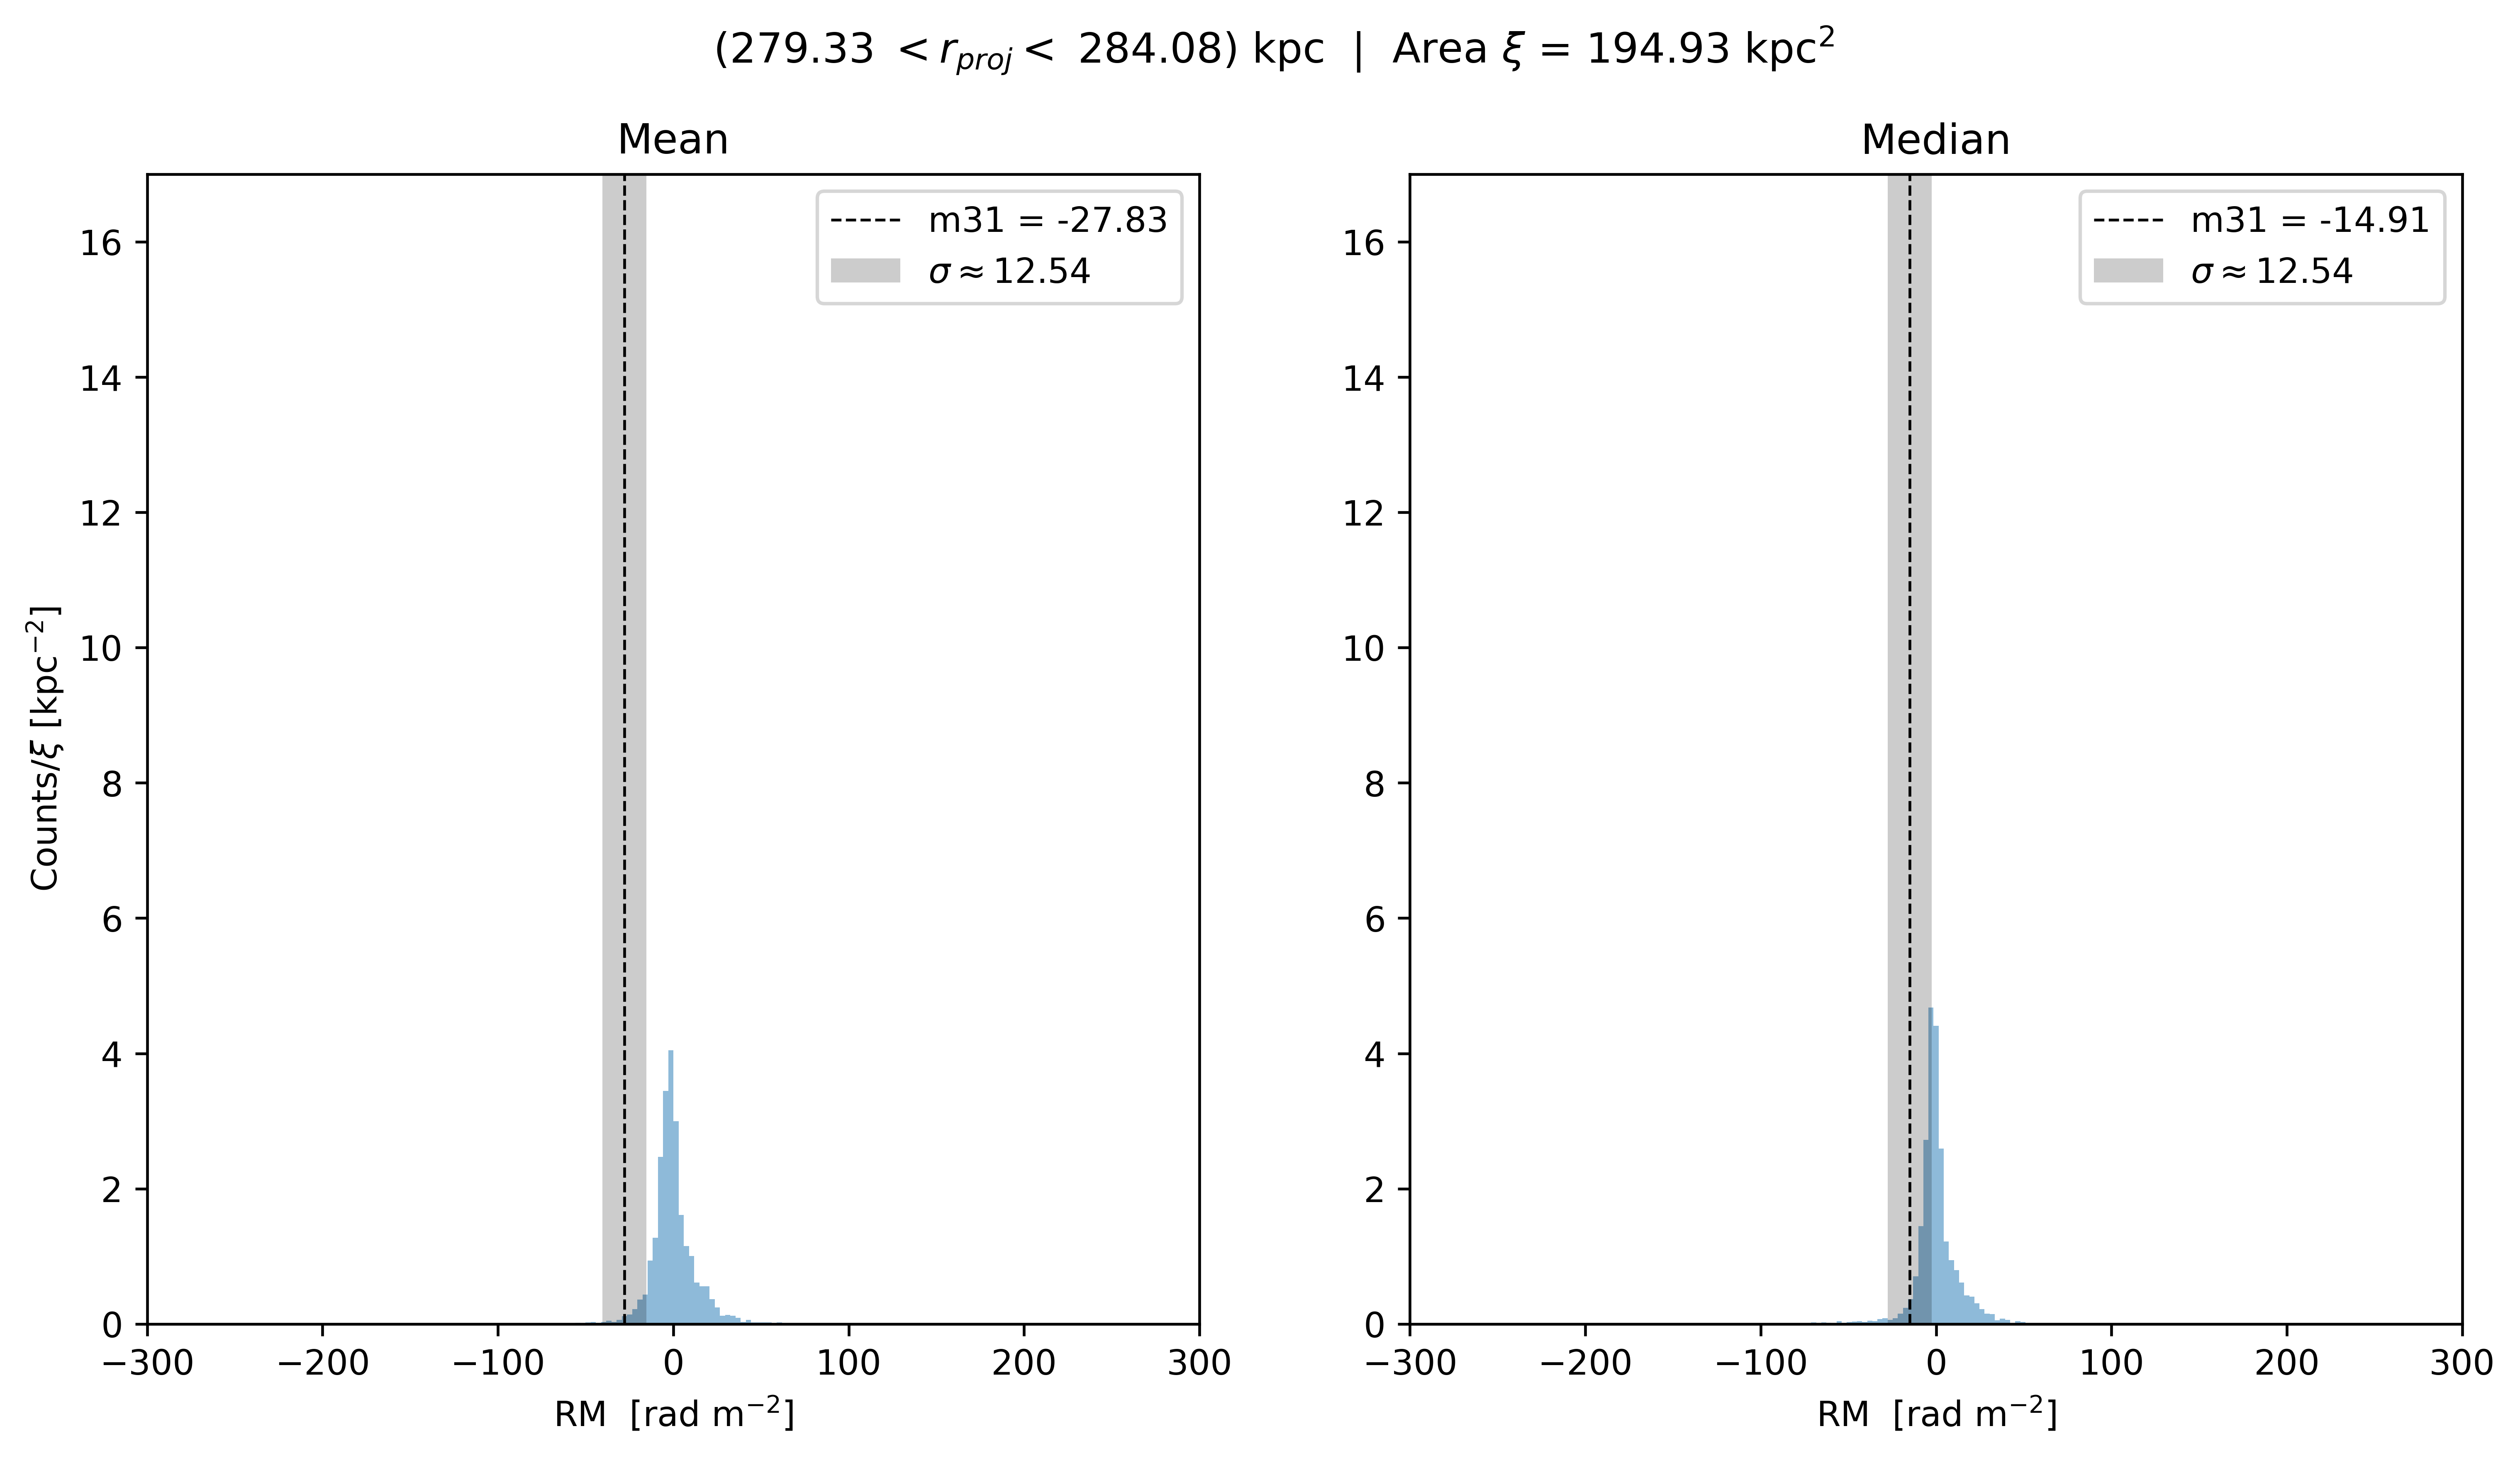 (279.33 < r_proj < 284.08) kpc | Area ξ = 194.93 kpc²
Mean
m31 = -27.83
σ ≈ 12.54
Counts/ξ [kpc⁻²]
16
14
12
10
8
6
4
2
0
−300 −200 −100 0 100 200 300
RM [rad m⁻²]
Median
m31 = -14.91
σ ≈ 12.54
16
14
12
10
8
6
4
2
0
−300 −200 −100 0 100 200 300
RM [rad m⁻²]